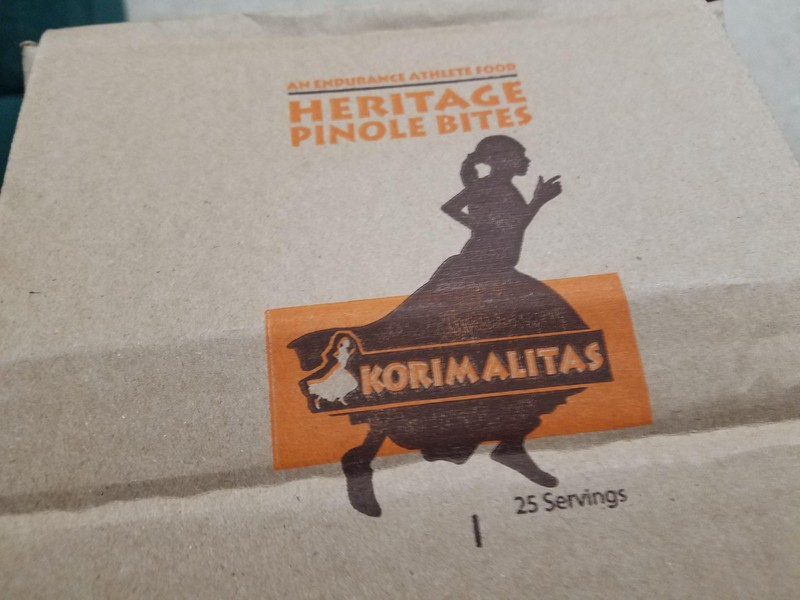 AN ENDURANCE ATHLETE FOOD
HERITAGE
PINOLE BITES
KORIMALITAS
25 Servings